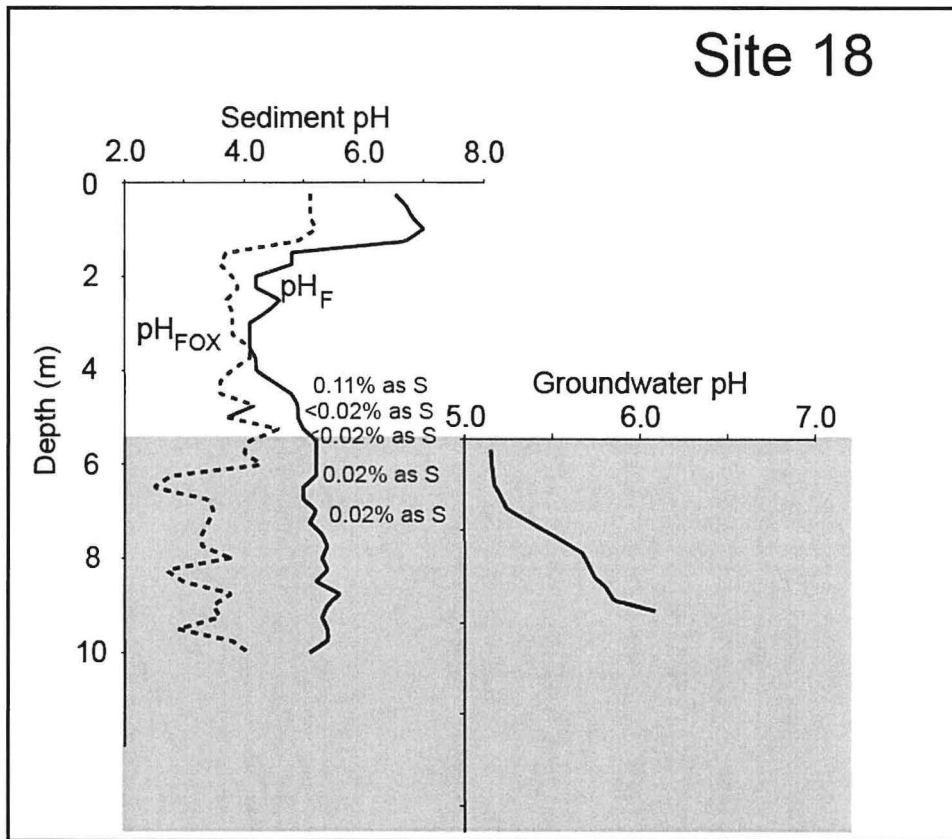 Site 18
Sediment pH
2.0 4.0 6.0 8.0
0
2
pHF
pHFOX
4
Depth (m)
0.11% as S
Groundwater pH
<0.02% as S
5.0 6.0 7.0
<0.02% as S
6
0.02% as S
0.02% as S
8
10